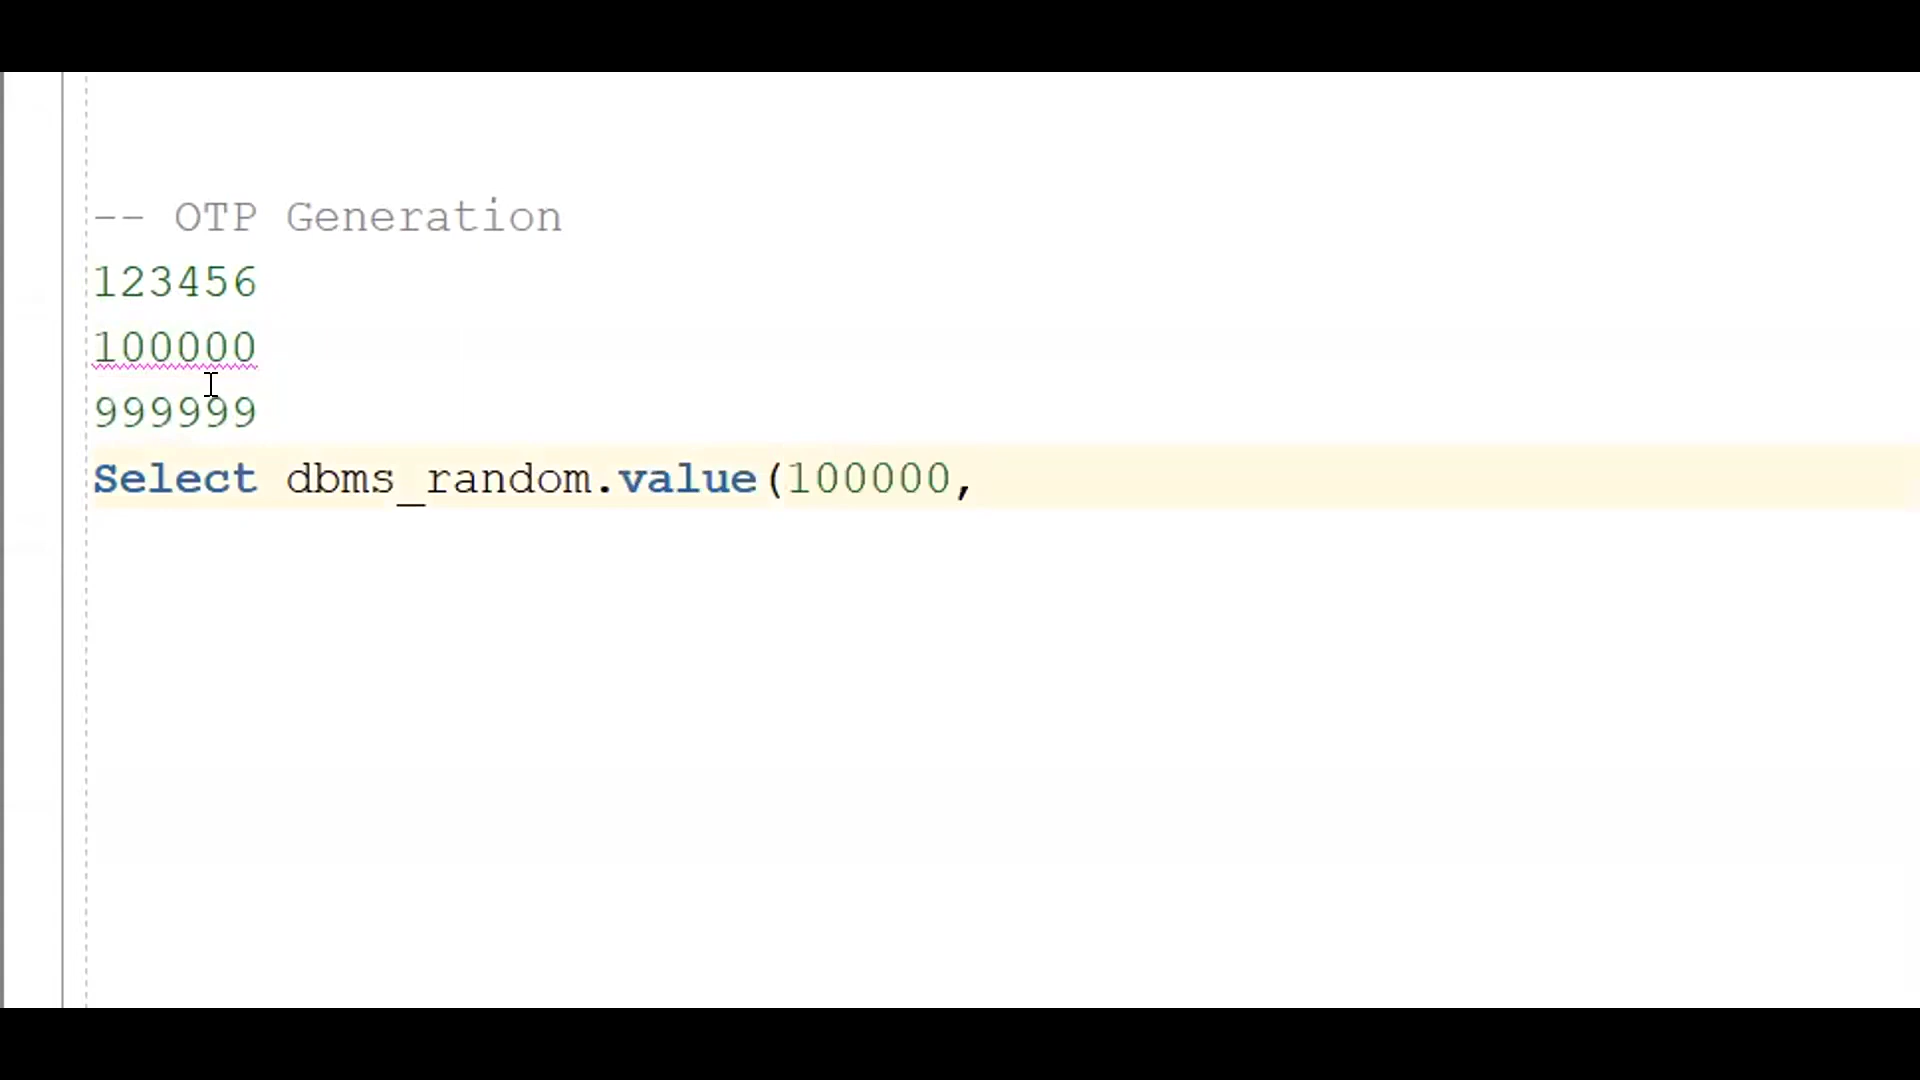 -- OTP Generation
123456
100000
999999
Select dbms_random.value(100000,